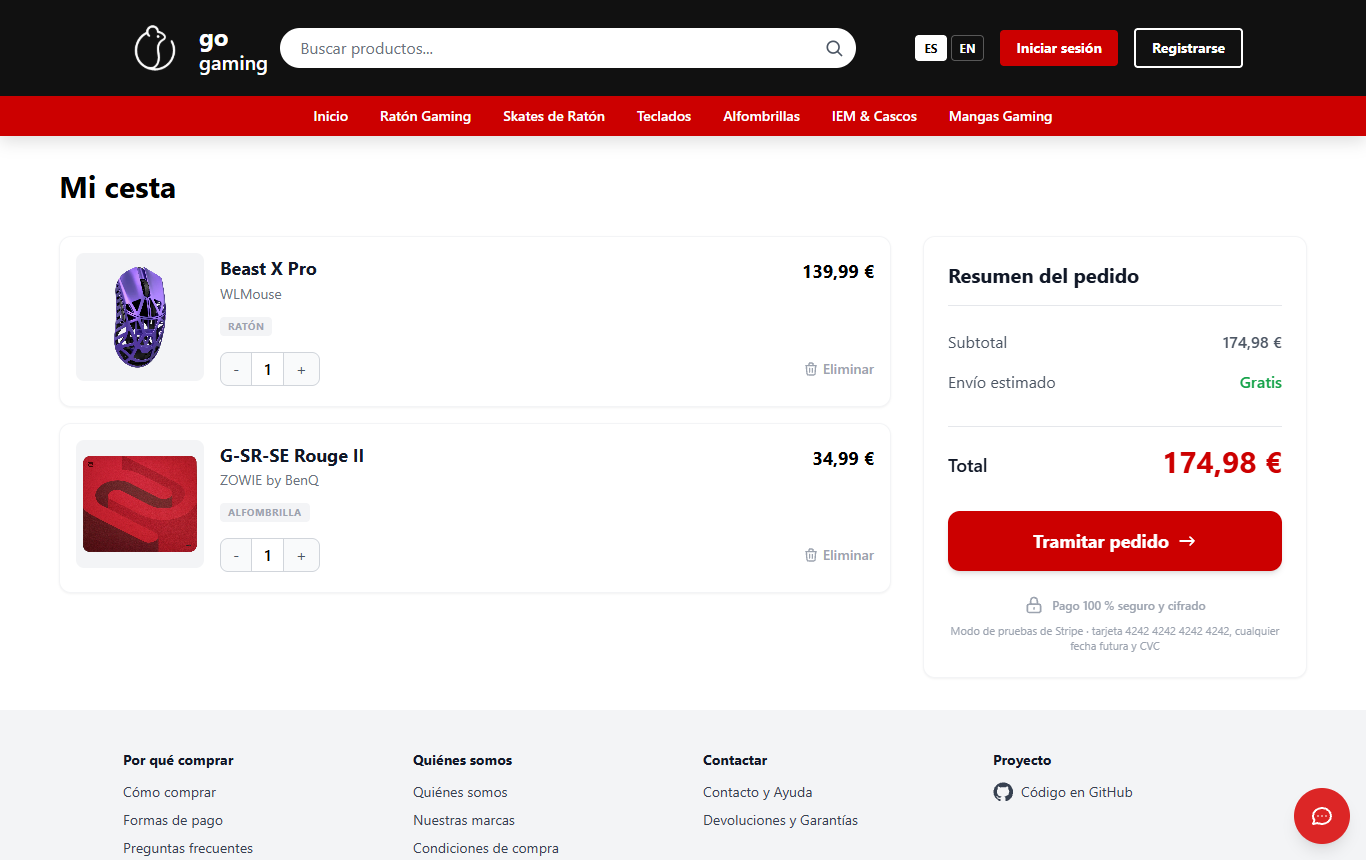 go
gaming
Buscar productos...
ES
EN
Iniciar sesión
Registrarse
Inicio
Ratón Gaming
Skates de Ratón
Teclados
Alfombrillas
IEM & Cascos
Mangas Gaming
Mi cesta
Beast X Pro
139,99 €
WLMouse
RATÓN
- 1 +
Eliminar
G-SR-SE Rouge II
34,99 €
ZOWIE by BenQ
ALFOMBRILLA
- 1 +
Eliminar
Resumen del pedido
Subtotal 174,98 €
Envío estimado Gratis
Total 174,98 €
Tramitar pedido →
Pago 100 % seguro y cifrado
Modo de pruebas de Stripe · tarjeta 4242 4242 4242 4242, cualquier
fecha futura y CVC
Por qué comprar
Cómo comprar
Formas de pago
Preguntas frecuentes
Quiénes somos
Quiénes somos
Nuestras marcas
Condiciones de compra
Contactar
Contacto y Ayuda
Devoluciones y Garantías
Proyecto
Código en GitHub